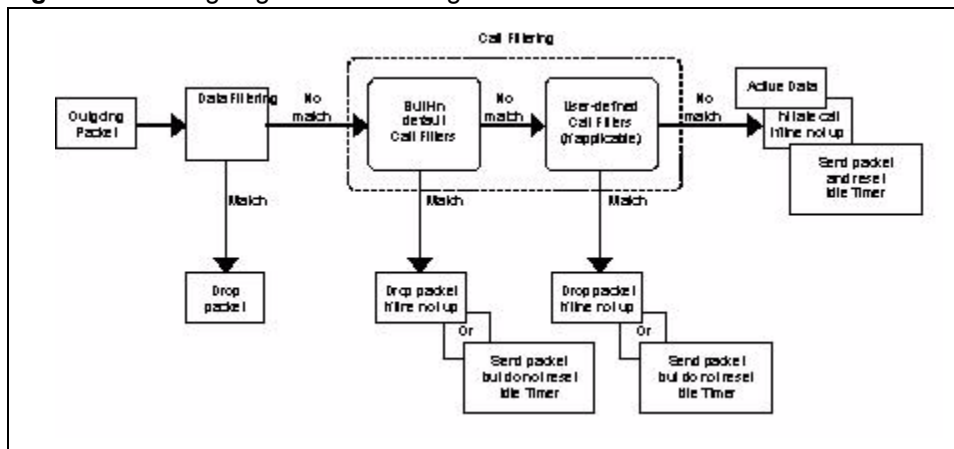 Call Filtering
Outgoing
Packet
Data Filtering
No
match
Built-in
default
Call Filters
No
match
User-defined
Call Filters
(if applicable)
No
match
Active Data
Initiate call
if line not up
Send packet
and reset
Idle Timer
Match
Match
Match
Drop
packet
Drop packet
if line not up
Or
Send packet
but do not reset
Idle Timer
Drop packet
if line not up
Or
Send packet
but do not reset
Idle Timer